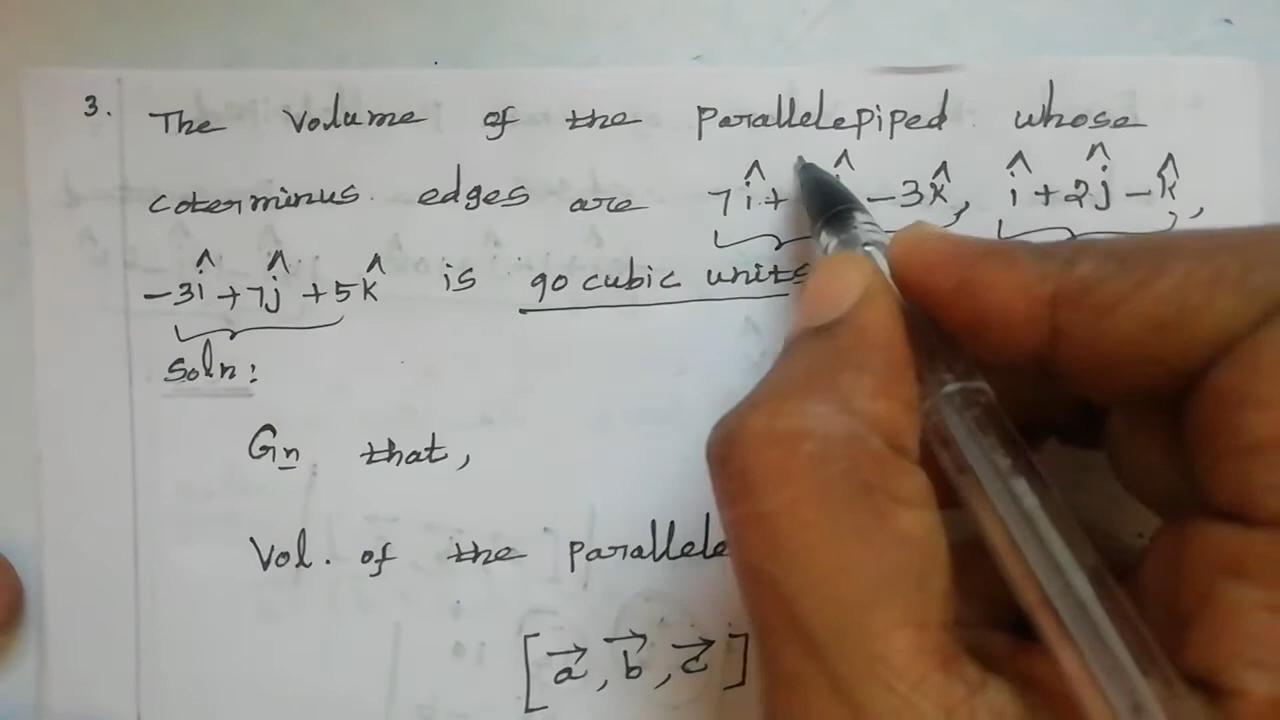 3. The Volume of the parallelepiped whose
coterminus edges are 7î + - 3k̂, î + 2ĵ - k̂,
-3î + 7ĵ + 5k̂ is 90 cubic units
Soln:
Gn that,
Vol. of the
[a⃗, b⃗, c⃗]